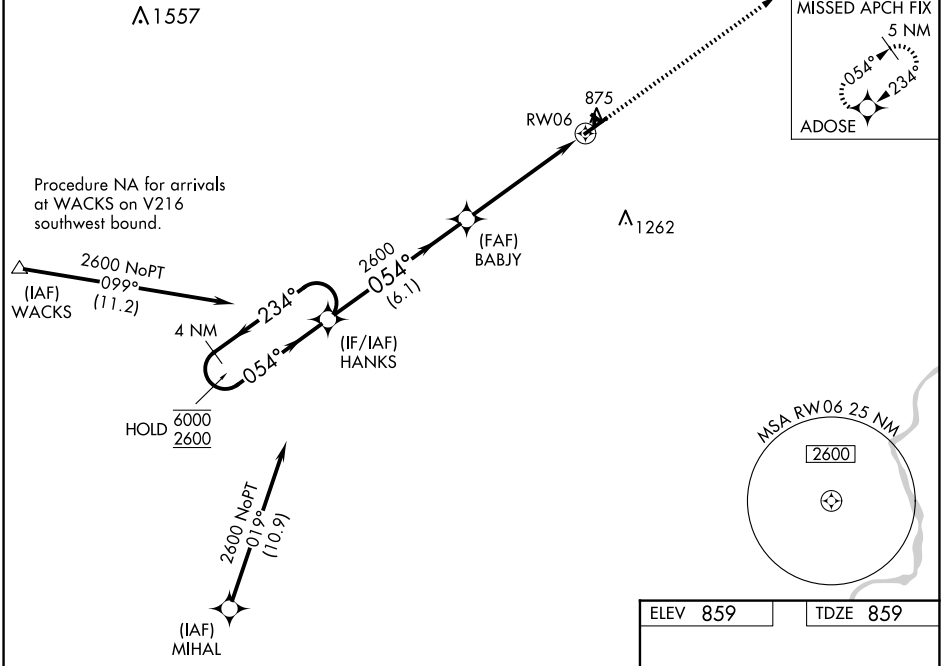 1557
MISSED APCH FIX
5 NM
054°
234°
ADOSE
875
RW06
Procedure NA for arrivals
at WACKS on V216
southwest bound.
1262
(FAF)
BABJY
2600 NoPT
099°
(11.2)
(IAF)
WACKS
2600
054°
(6.1)
234°
4 NM
054°
(IF/IAF)
HANKS
HOLD 6000
2600
MSA RW06 25 NM
2600
2600 NoPT
019°
(10.9)
(IAF)
MIHAL
ELEV 859
TDZE 859